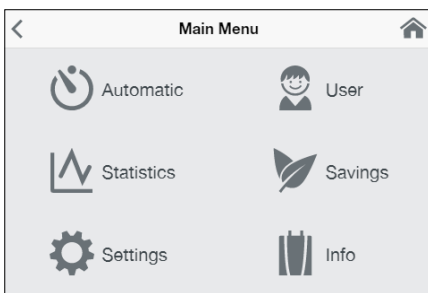 Main Menu
Automatic
User
Statistics
Savings
Settings
Info